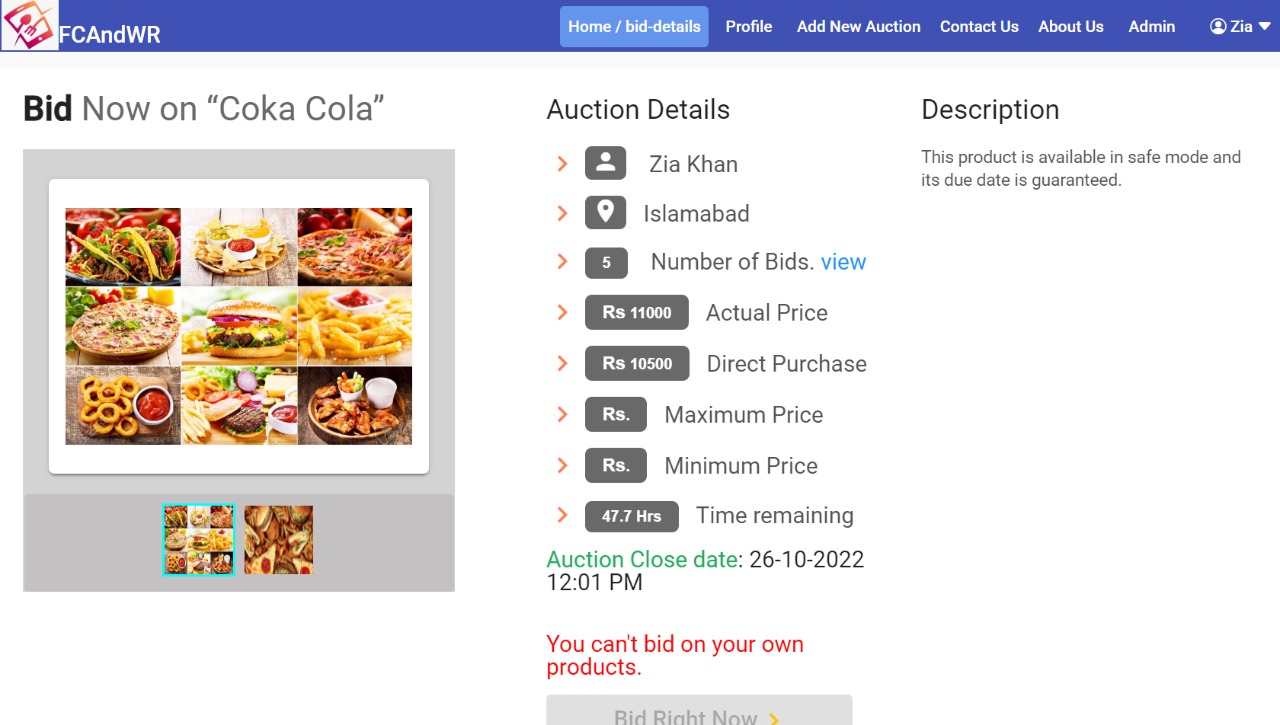 FCAndWR
Home / bid-details Profile Add New Auction Contact Us About Us Admin Zia
Bid Now on “Coka Cola”
Auction Details
Zia Khan
Islamabad
5 Number of Bids. view
Rs 11000 Actual Price
Rs 10500 Direct Purchase
Rs. Maximum Price
Rs. Minimum Price
47.7 Hrs Time remaining
Auction Close date: 26-10-2022
12:01 PM
You can't bid on your own
products.
Bid Right Now
Description
This product is available in safe mode and
its due date is guaranteed.